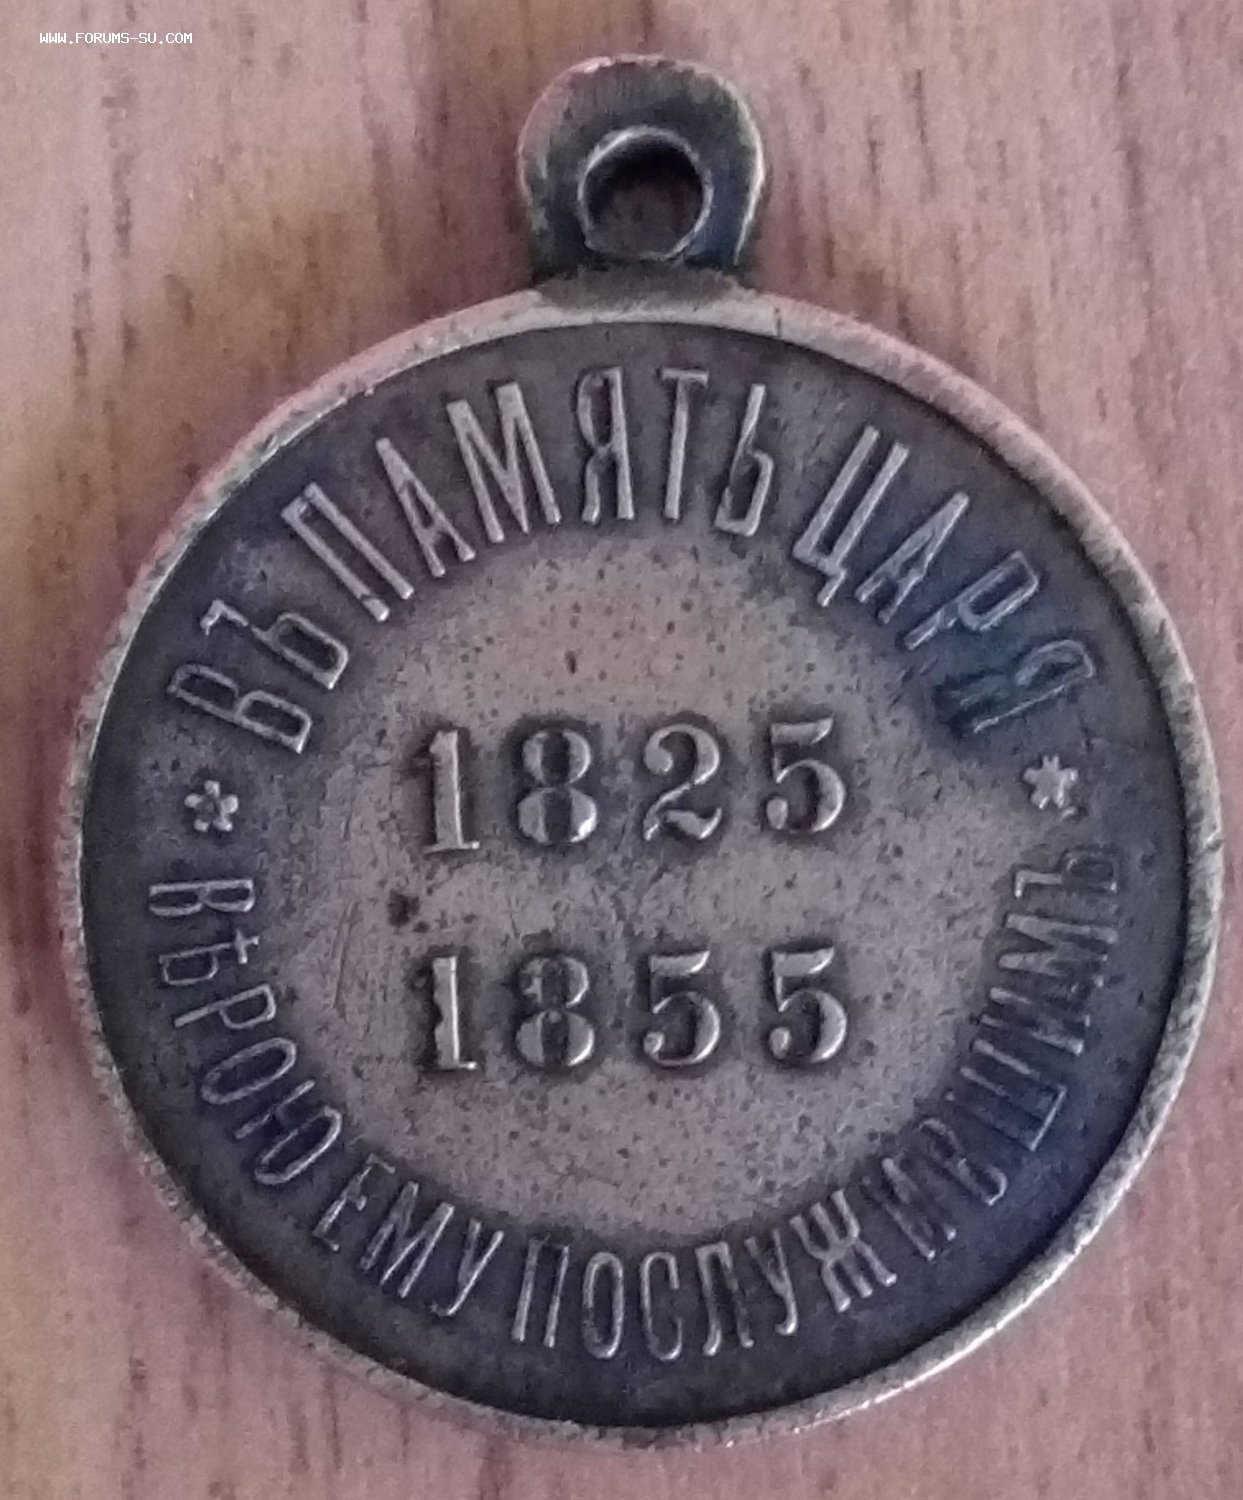 WWW.FORUMS-SU.COM
ВЪ ПАМЯТЬ ЦАРЯ
1825
1855
ВѢРОЮ ЕМУ ПОСЛУЖИВШИМЪ